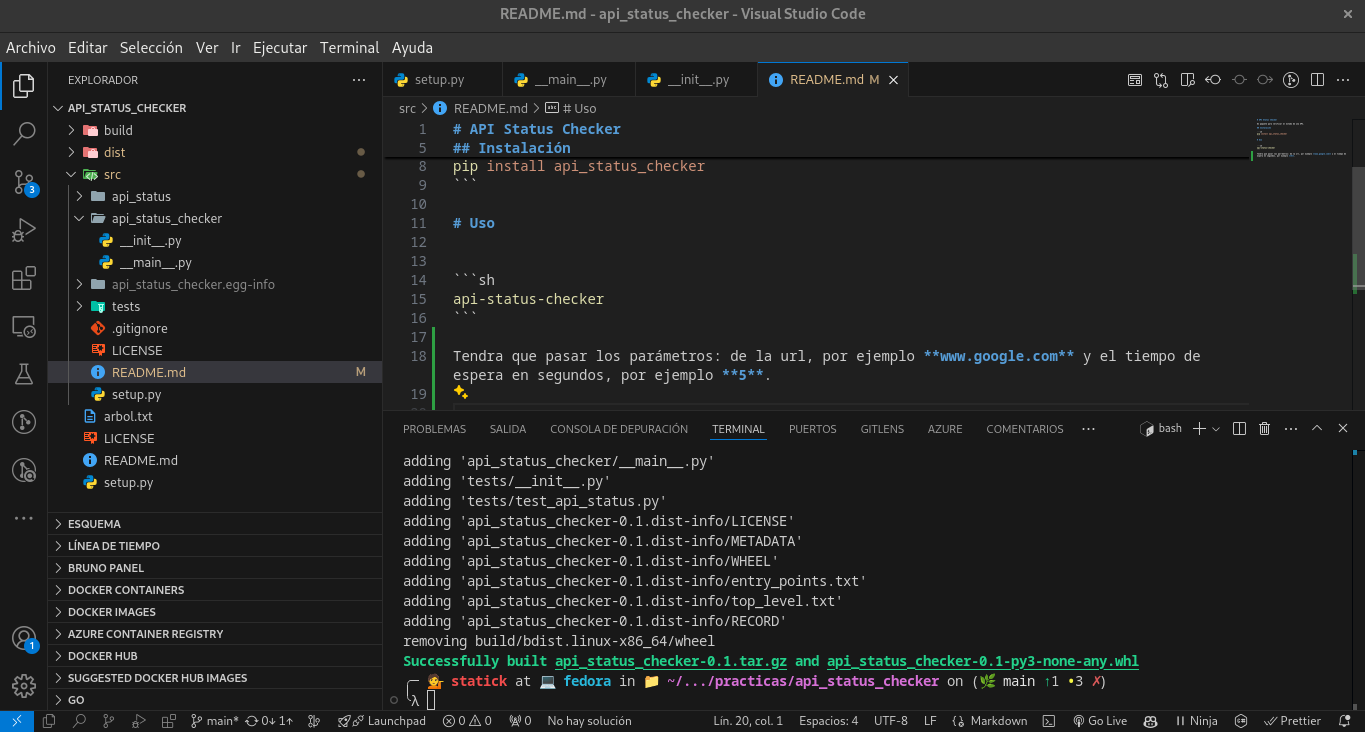 README.md - api_status_checker - Visual Studio Code
Archivo Editar Selección Ver Ir Ejecutar Terminal Ayuda
EXPLORADOR
API_STATUS_CHECKER
build
dist
src
api_status
api_status_checker
__init__.py
__main__.py
api_status_checker.egg-info
tests
.gitignore
LICENSE
README.md M
setup.py
arbol.txt
LICENSE
README.md
setup.py
ESQUEMA
LÍNEA DE TIEMPO
BRUNO PANEL
DOCKER CONTAINERS
DOCKER IMAGES
AZURE CONTAINER REGISTRY
DOCKER HUB
SUGGESTED DOCKER HUB IMAGES
GO
3
1
setup.py __main__.py __init__.py README.md M
src > README.md > # Uso
1 # API Status Checker
5 ## Instalación
8 pip install api_status_checker
9 ```
10
11 # Uso
12
13
14 ```sh
15 api-status-checker
16 ```
17
18 Tendra que pasar los parámetros: de la url, por ejemplo **www.google.com** y el tiempo de
espera en segundos, por ejemplo **5**.
19
PROBLEMAS SALIDA CONSOLA DE DEPURACIÓN TERMINAL PUERTOS GITLENS AZURE COMENTARIOS bash
adding 'api_status_checker/__main__.py'
adding 'tests/__init__.py'
adding 'tests/test_api_status.py'
adding 'api_status_checker-0.1.dist-info/LICENSE'
adding 'api_status_checker-0.1.dist-info/METADATA'
adding 'api_status_checker-0.1.dist-info/WHEEL'
adding 'api_status_checker-0.1.dist-info/entry_points.txt'
adding 'api_status_checker-0.1.dist-info/top_level.txt'
adding 'api_status_checker-0.1.dist-info/RECORD'
removing build/bdist.linux-x86_64/wheel
Successfully built api_status_checker-0.1.tar.gz and api_status_checker-0.1-py3-none-any.whl
╭─ 💁 statick at 💻 fedora in 📁 ~/.../practicas/api_status_checker on (🌿 main ↑1 •3 ✗)
╰λ
main* 0↓ 1↑ Launchpad 0 0 0 No hay solución Lín. 20, col. 1 Espacios: 4 UTF-8 LF Markdown Go Live Ninja Prettier